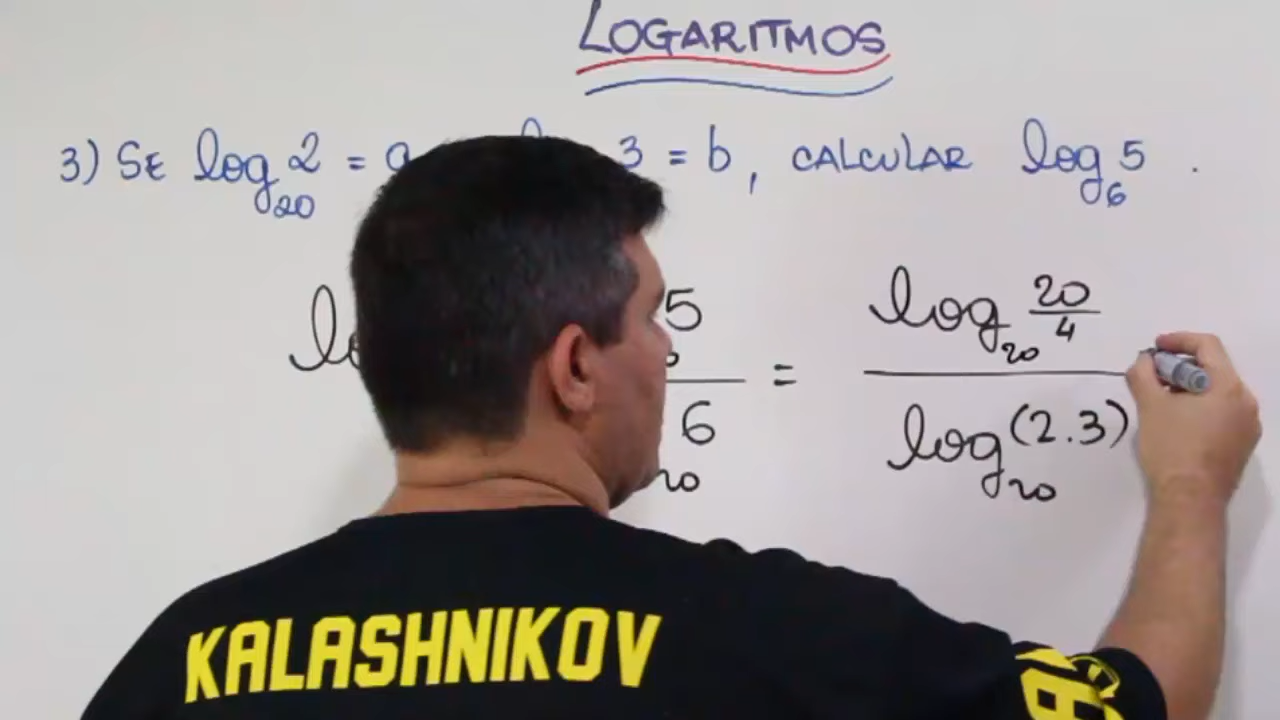 LOGARITMOS
3) SE log₂₀ 2 = a 3 = b, CALCULAR log₆ 5 .
5 = log₂₀ 20/4
6 20 log₂₀ (2.3)
KALASHNIKOV